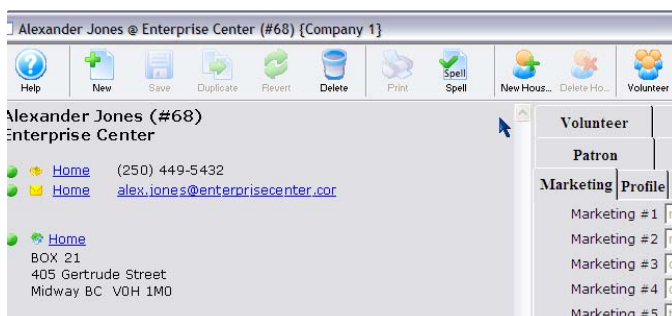 Alexander Jones @ Enterprise Center (#68) {Company 1}
Help New Save Duplicate Revert Delete Print Spell Spell New Hous... Delete Ho... Volunteer
Alexander Jones (#68)
Enterprise Center
Home (250) 449-5432
Home alex.jones@enterprisecenter.cor
Home
BOX 21
405 Gertrude Street
Midway BC V0H 1M0
Volunteer
Patron
Marketing Profile
Marketing #1
Marketing #2
Marketing #3
Marketing #4
Marketing #5